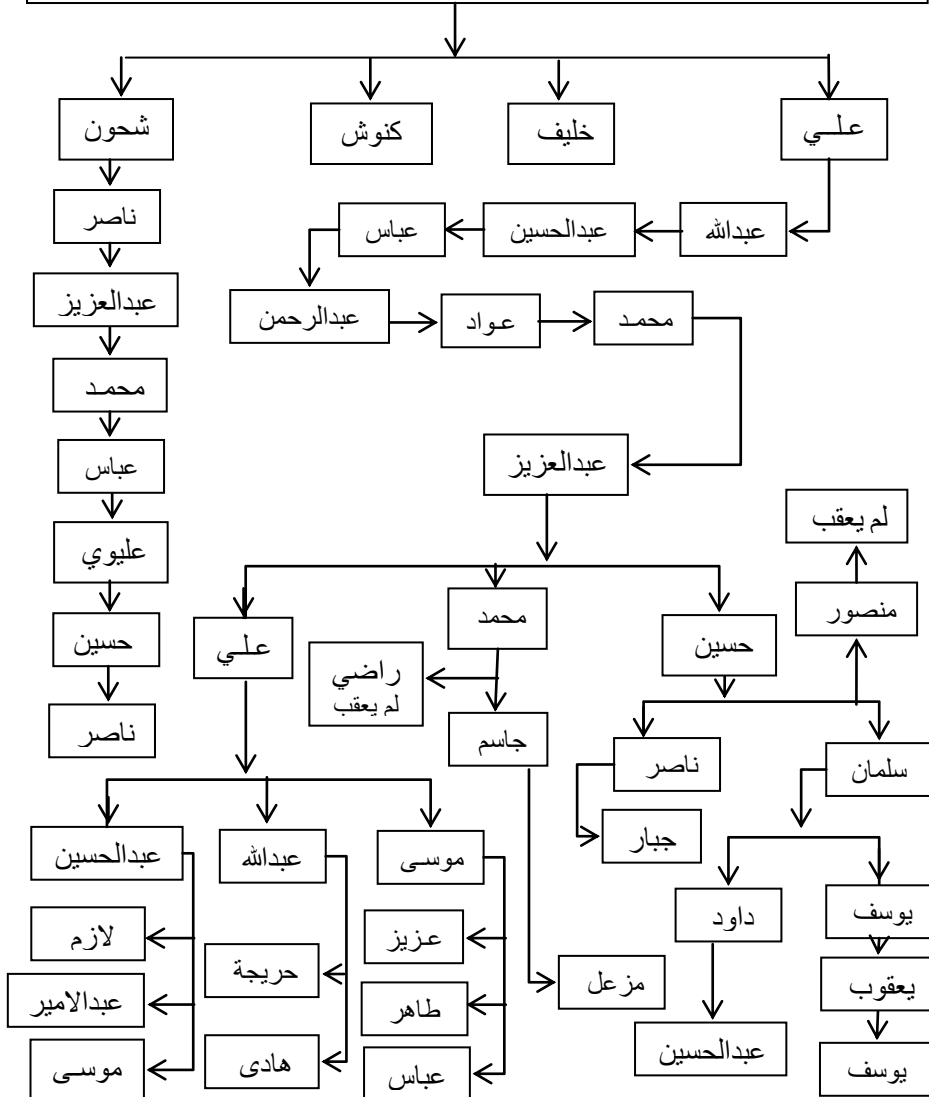 علي
خليف
كنوش
شحون
ناصر
عبدالله
عبدالحسين
عباس
عبدالعزيز
عبدالرحمن
عواد
محمد
محمد
عبدالعزيز
عباس
لم يعقب
عليوي
منصور
محمد
حسين
علي
حسين
راضي
لم يعقب
ناصر
جاسم
ناصر
سلمان
جبار
موسى
عبدالله
عبدالحسين
يوسف
داود
عزيز
لازم
حريجة
يعقوب
مزعل
طاهر
عبدالامير
عبدالحسين
يوسف
عباس
هادى
موسى